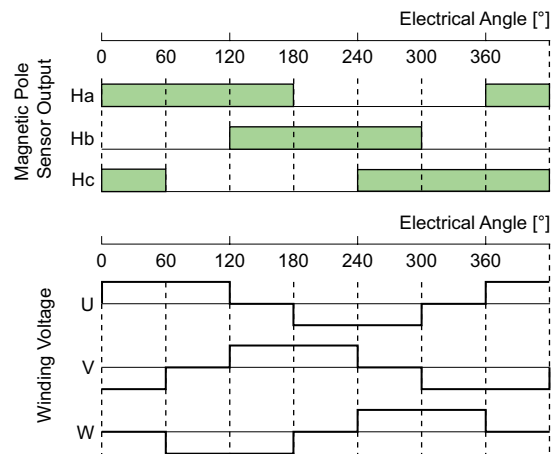 Electrical Angle [°]
0 60 120 180 240 300 360
Magnetic Pole
Sensor Output
Ha
Hb
Hc
Electrical Angle [°]
0 60 120 180 240 300 360
Winding Voltage
U
V
W